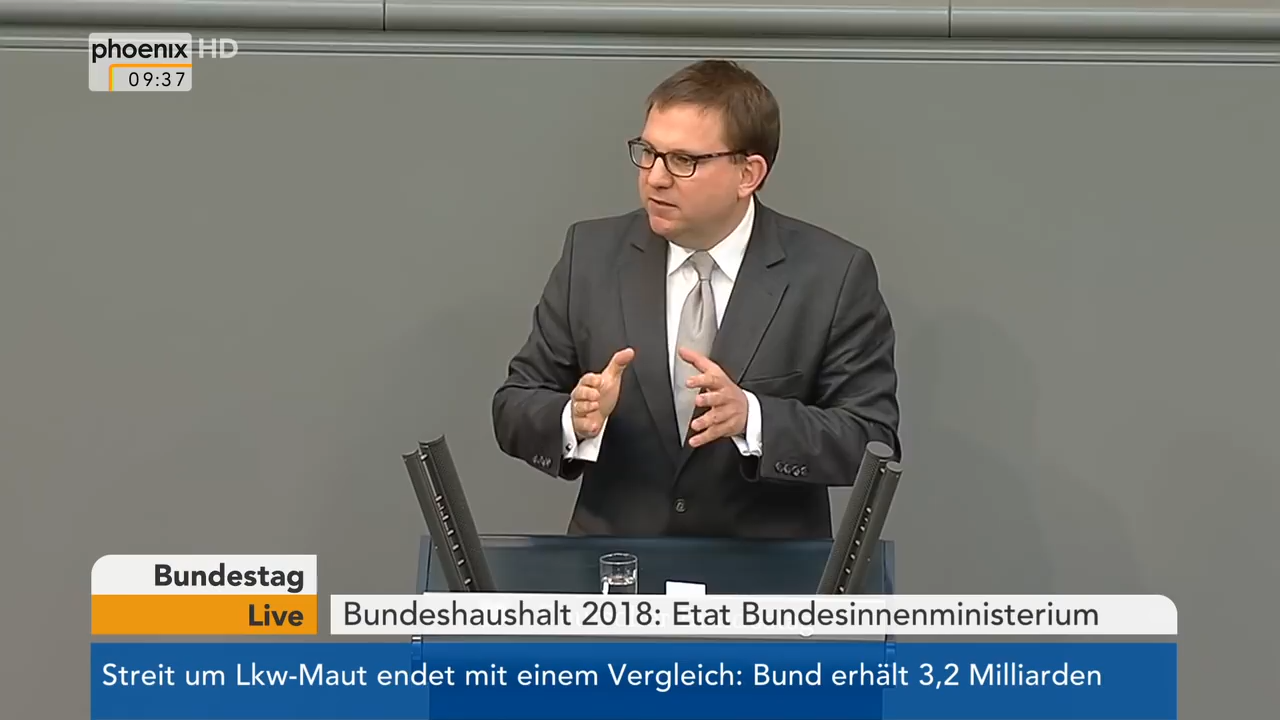 phoenix HD
09:37
Bundestag
Live
Bundeshaushalt 2018: Etat Bundesinnenministerium
Streit um Lkw-Maut endet mit einem Vergleich: Bund erhält 3,2 Milliarden